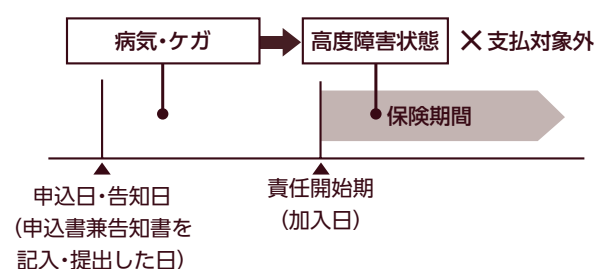 病気・ケガ
高度障害状態
×支払対象外
保険期間
申込日・告知日
(申込書兼告知書を
記入・提出した日)
責任開始期
(加入日)